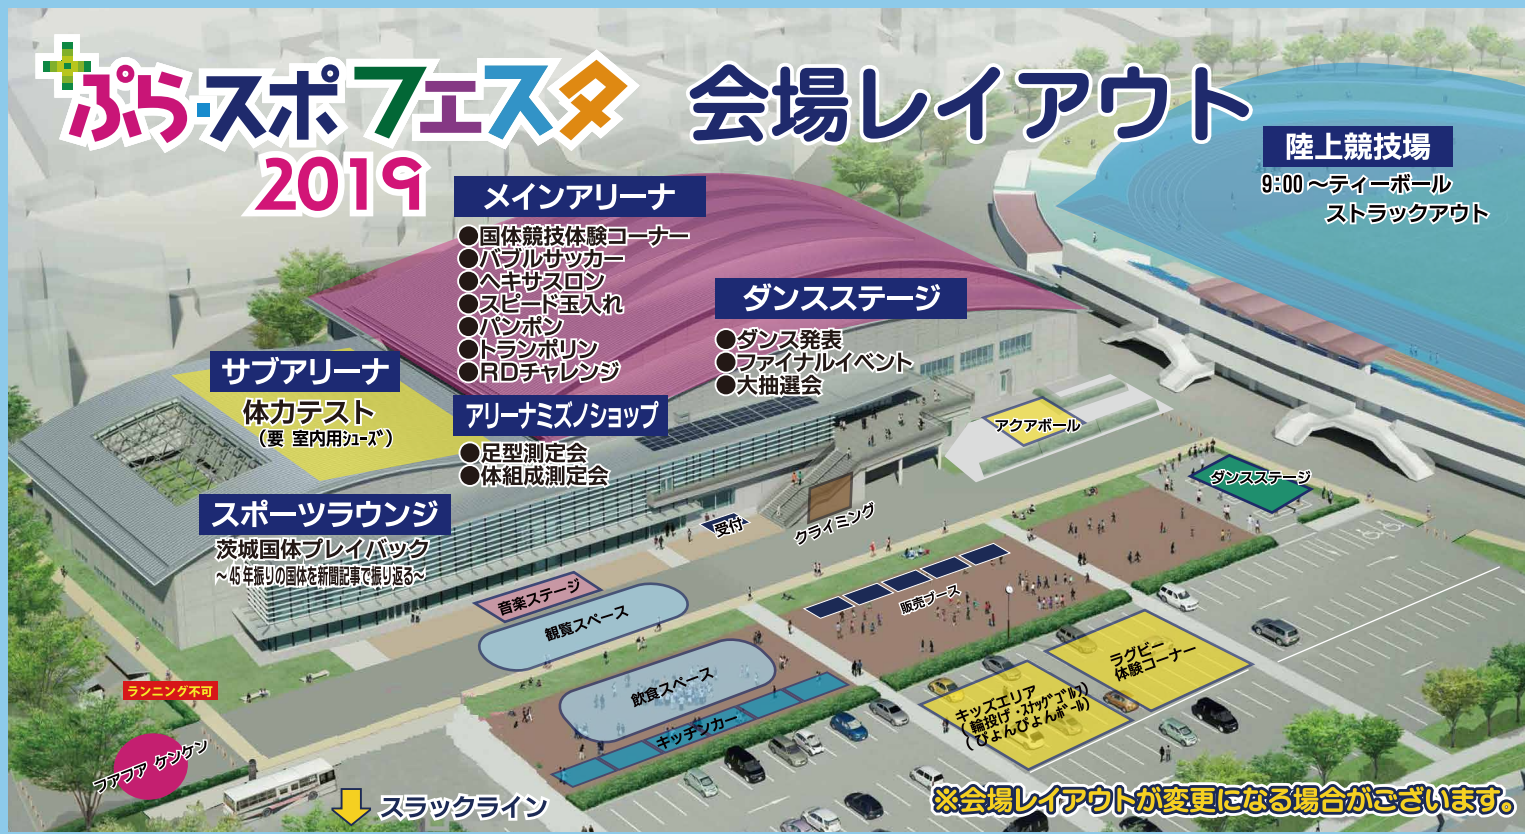 ぷら・スポ フェスタ
2019
会場レイアウト
陸上競技場
9:00～ティーボール
ストラックアウト
メインアリーナ
●国体競技体験コーナー
●バブルサッカー
●ヘキサスロン
●スピード玉入れ
●パンポン
●トランポリン
●RDチャレンジ
ダンスステージ
●ダンス発表
●ファイナルイベント
●大抽選会
サブアリーナ
体力テスト
（要 室内用ｼｭｰｽﾞ）
アリーナミズノショップ
●足型測定会
●体組成測定会
スポーツラウンジ
茨城国体プレイバック
～45年振りの国体を新聞記事で振り返る～
アクアボール
ダンスステージ
クライミング
受付
音楽ステージ
観覧スペース
販売ブース
飲食スペース
キッチンカー
ラグビー
体験コーナー
キッズエリア
（輪投げ・ｽﾅｯｸﾞｺﾞﾙﾌ）
（ぴょんぴょんﾎﾞｰﾙ）
ランニング不可
ファファ ケンケン
スラックライン
※会場レイアウトが変更になる場合がございます。